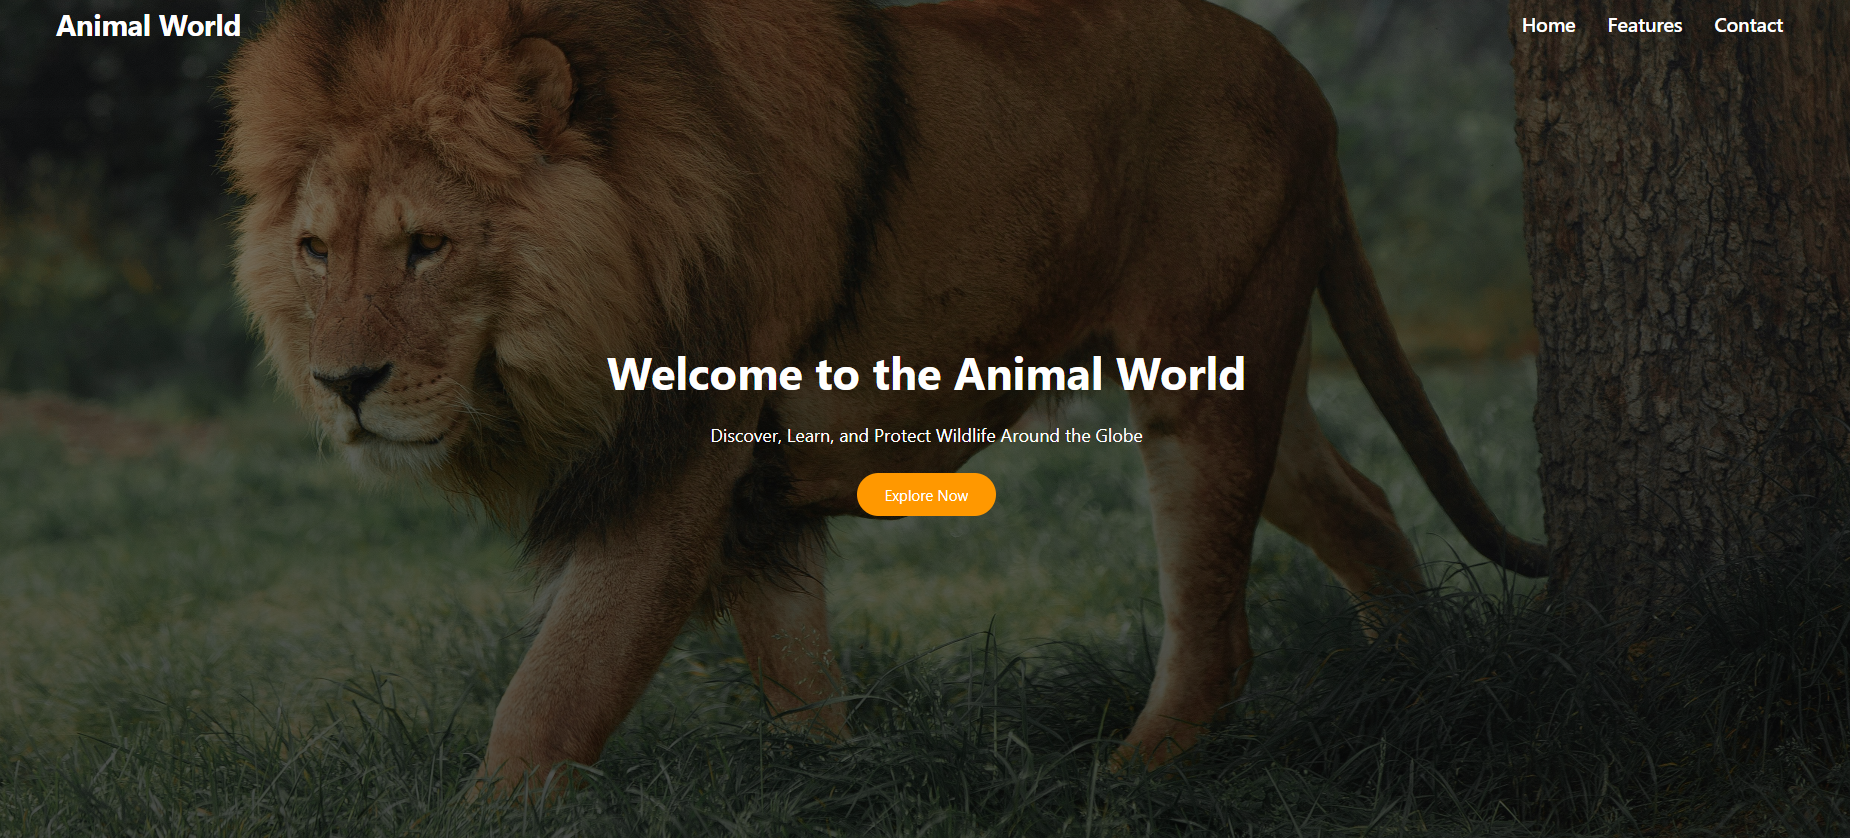 Animal World
Home Features Contact
Welcome to the Animal World
Discover, Learn, and Protect Wildlife Around the Globe
Explore Now